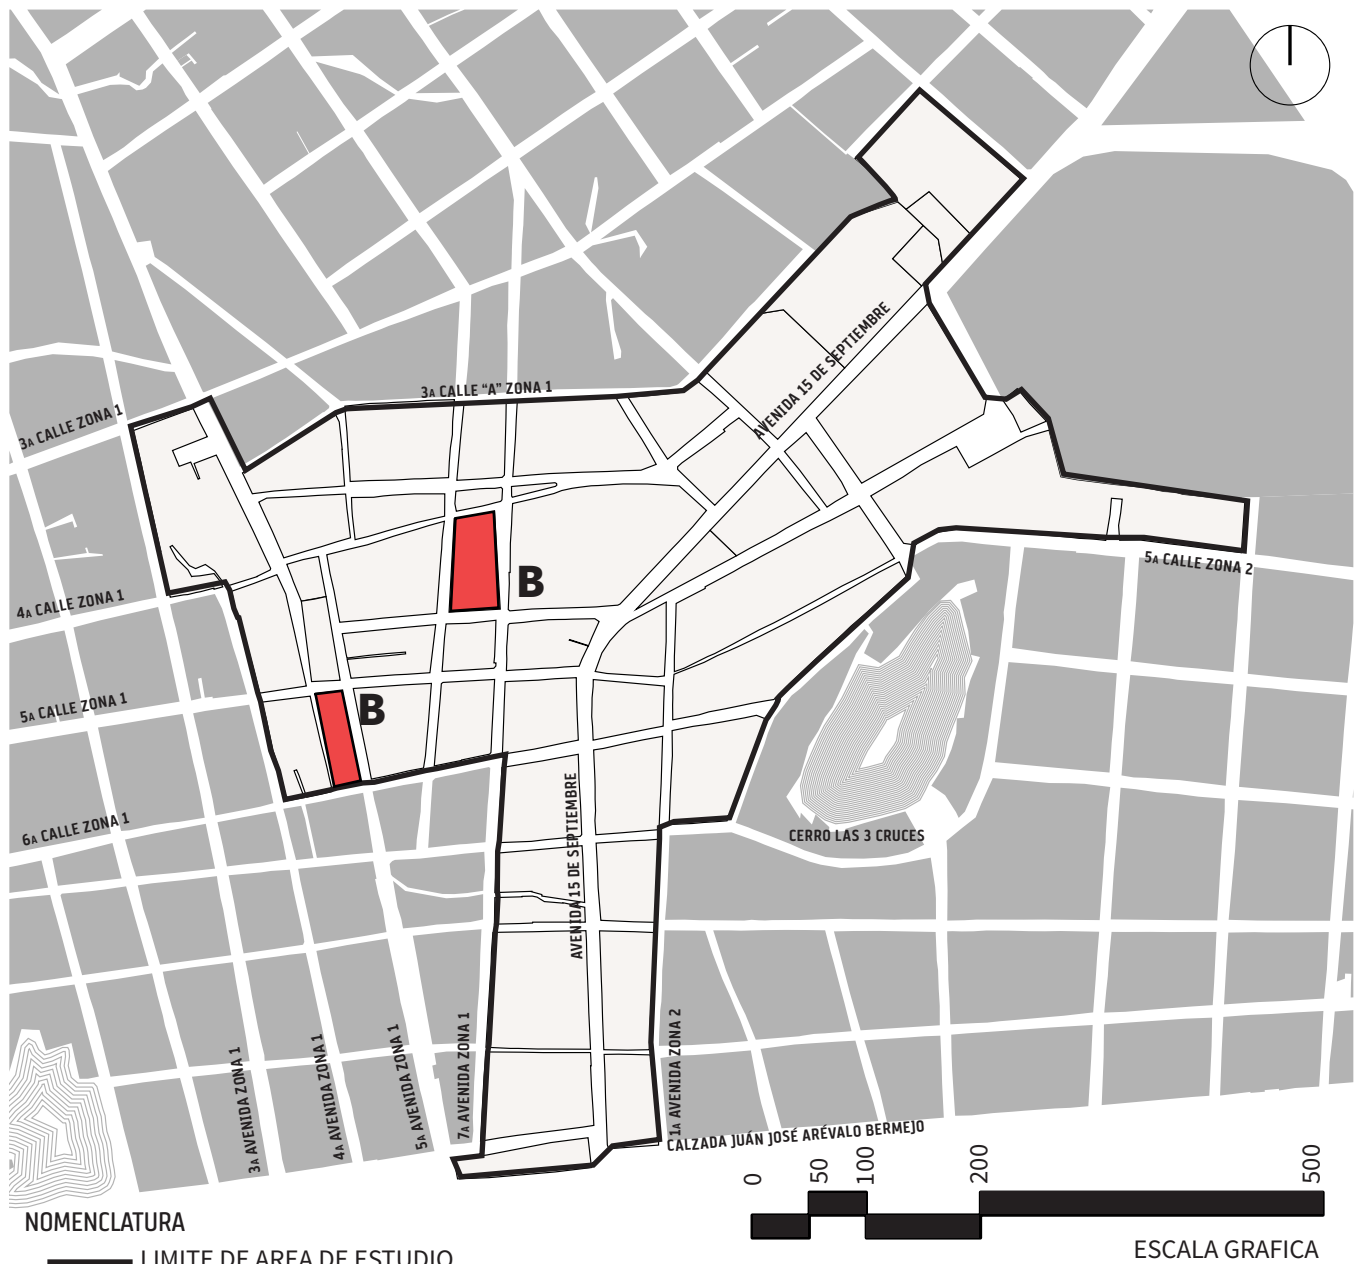 3A CALLE “A” ZONA 1
AVENIDA 15 DE SEPTIEMBRE
3A CALLE ZONA 1
B
5A CALLE ZONA 2
4A CALLE ZONA 1
5A CALLE ZONA 1
B
6A CALLE ZONA 1
AVENIDA 15 DE SEPTIEMBRE
CERRO LAS 3 CRUCES
3A AVENIDA ZONA 1
4A AVENIDA ZONA 1
5A AVENIDA ZONA 1
7A AVENIDA ZONA 1
1A AVENIDA ZONA 2
CALZADA JUÁN JOSÉ ARÉVALO BERMEJO
0 50 100 200 500
ESCALA GRAFICA
NOMENCLATURA
LIMITE DE AREA DE ESTUDIO